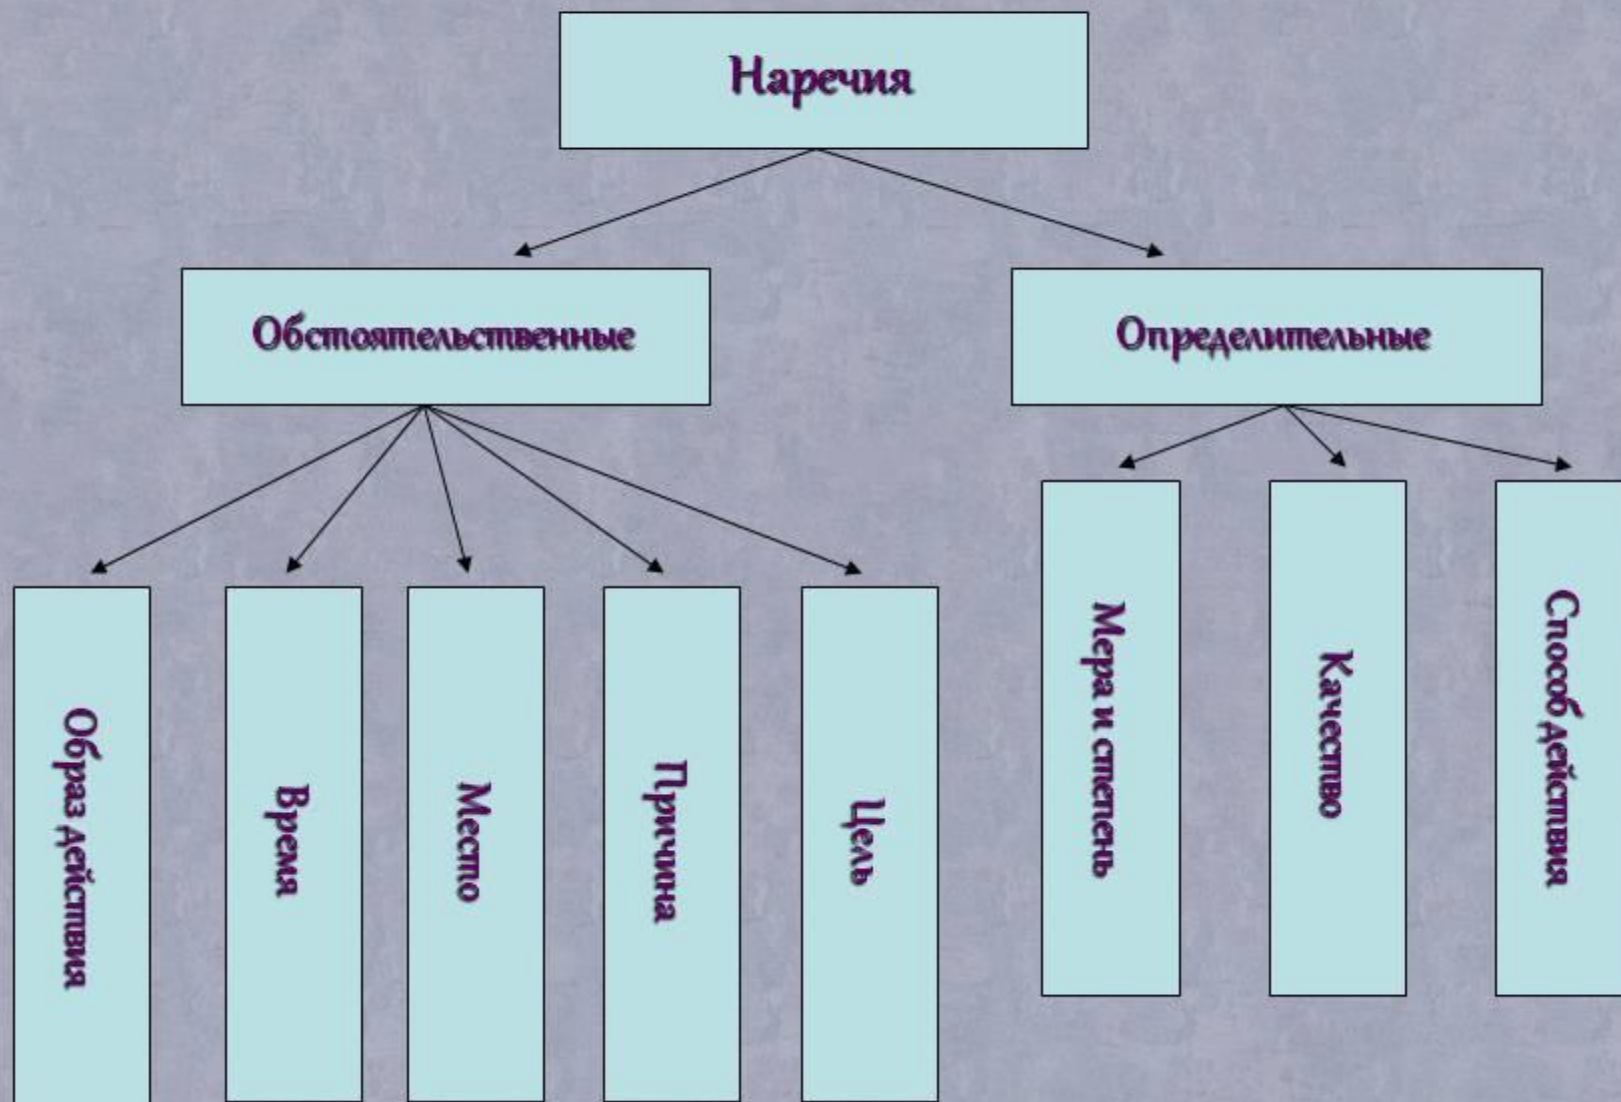 Наречия
Обстоятельственные
Определительные
Образ действия
Время
Место
Причина
Цель
Мера и степень
Качество
Способ действия